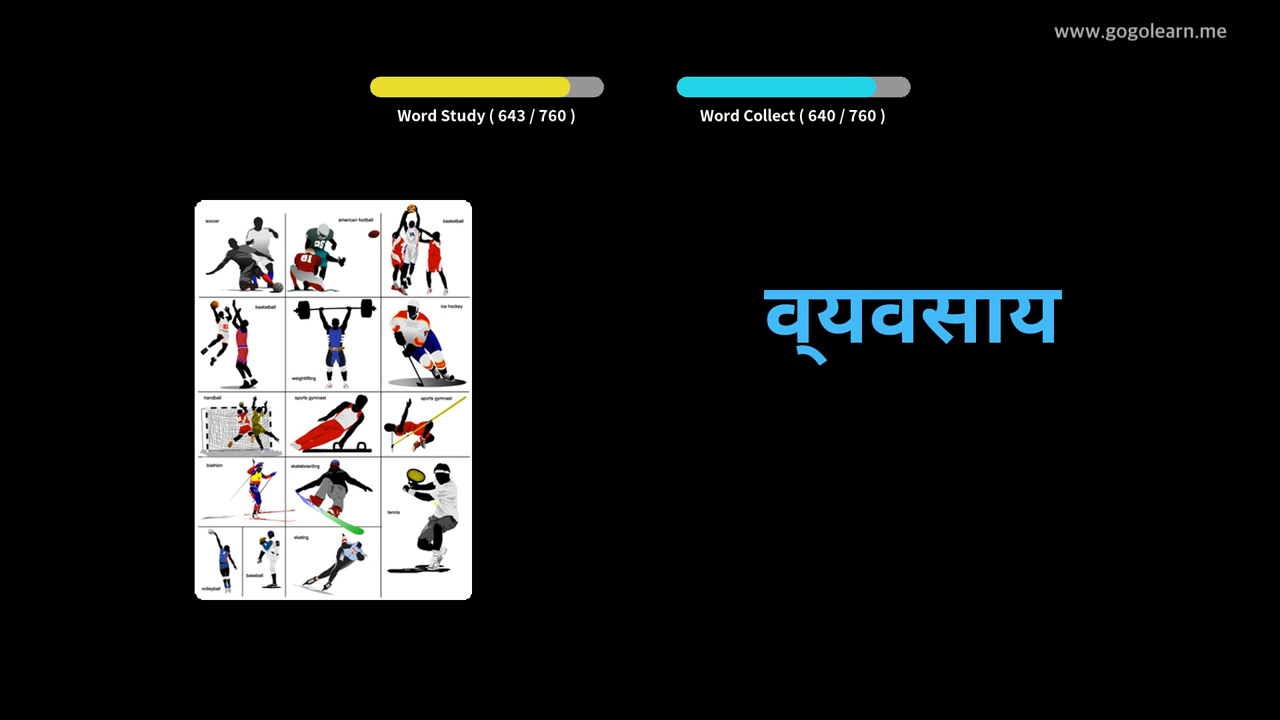 www.gogolearn.me
Word Study ( 643 / 760 )
Word Collect ( 640 / 760 )
soccer
american football
basketball
basketball
weightlifting
ice hockey
handball
sports gymnast
sports gymnast
biathlon
skateboarding
tennis
volleyball
baseball
skating
व्‌यवसाय